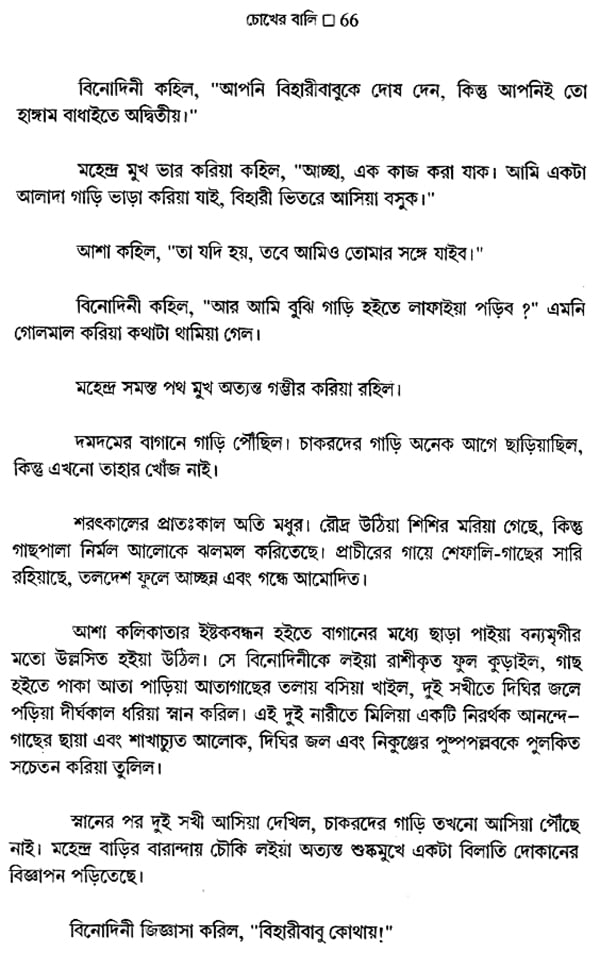 চোখের বালি □ 66
বিনোদিনী কহিল, "আপনি বিহারীবাবুকে দোষ দেন, কিন্তু আপনিই তো
হাঙ্গাম বাধাইতে অদ্বিতীয়।"
মহেন্দ্র মুখ ভার করিয়া কহিল, "আচ্ছা, এক কাজ করা যাক। আমি একটা
আলাদা গাড়ি ভাড়া করিয়া যাই, বিহারী ভিতরে আসিয়া বসুক।"
আশা কহিল, "তা যদি হয়, তবে আমিও তোমার সঙ্গে যাইব।"
বিনোদিনী কহিল, "আর আমি বুঝি গাড়ি হইতে লাফাইয়া পড়িব ?" এমনি
গোলমাল করিয়া কথাটা থামিয়া গেল।
মহেন্দ্র সমস্ত পথ মুখ অত্যন্ত গম্ভীর করিয়া রহিল।
দমদমের বাগানে গাড়ি পৌঁছিল। চাকরদের গাড়ি অনেক আগে ছাড়িয়াছিল,
কিন্তু এখনো তাহার খোঁজ নাই।
শরৎকালের প্রাতঃকাল অতি মধুর। রৌদ্র উঠিয়া শিশির মরিয়া গেছে, কিন্তু
গাছপালা নির্মল আলোকে ঝলমল করিতেছে। প্রাচীরের গায়ে শেফালি-গাছের সারি
রহিয়াছে, তলদেশ ফুলে আচ্ছন্ন এবং গন্ধে আমোদিত।
আশা কলিকাতার ইষ্টকবন্ধন হইতে বাগানের মধ্যে ছাড়া পাইয়া বন্যমৃগীর
মতো উল্লসিত হইয়া উঠিল। সে বিনোদিনীকে লইয়া রাশীকৃত ফুল কুড়াইল, গাছ
হইতে পাকা আতা পাড়িয়া আতাগাছের তলায় বসিয়া খাইল, দুই সখীতে দিঘির জলে
পড়িয়া দীর্ঘকাল ধরিয়া স্নান করিল। এই দুই নারীতে মিলিয়া একটি নিরর্থক আনন্দে–
গাছের ছায়া এবং শাখাচ্যুত আলোক, দিঘির জল এবং নিকুঞ্জের পুষ্পপল্লবকে পুলকিত
সচেতন করিয়া তুলিল।
স্নানের পর দুই সখী আসিয়া দেখিল, চাকরদের গাড়ি তখনো আসিয়া পৌঁছে
নাই। মহেন্দ্র বাড়ির বারান্দায় চৌকি লইয়া অত্যন্ত শুষ্কমুখে একটা বিলাতি দোকানের
বিজ্ঞাপন পড়িতেছে।
বিনোদিনী জিজ্ঞাসা করিল, "বিহারীবাবু কোথায়!"